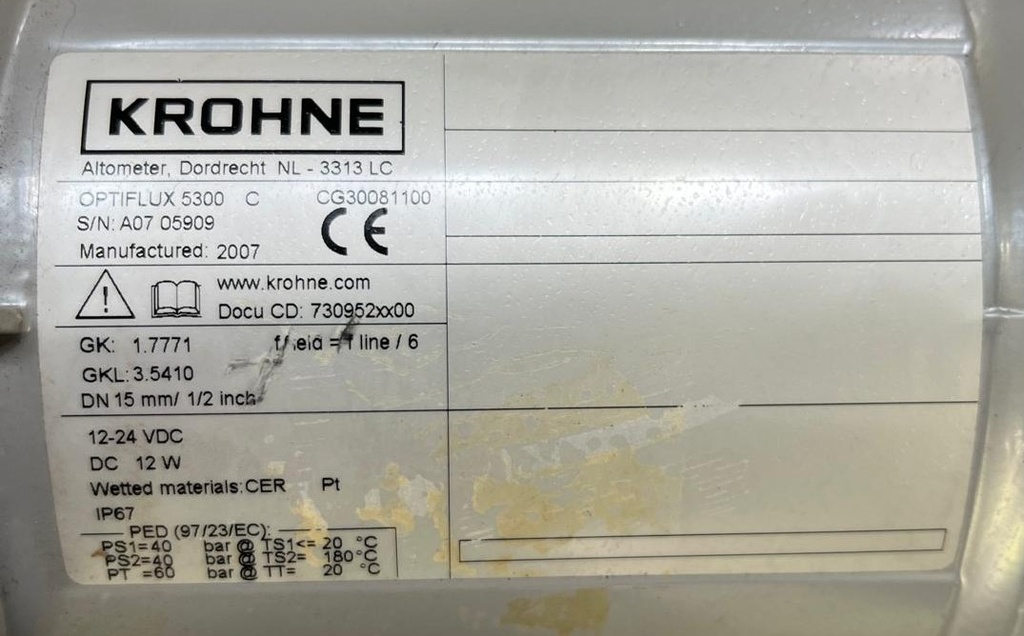 KROHNE
Altometer, Dordrecht NL - 3313 LC
OPTIFLUX 5300 C CG30081100
S/N: A07 05909
CE
Manufactured: 2007
www.krohne.com
Docu CD: 730952xx00
GK: 1.7771 = f line / 6
GKL: 3.5410
DN 15 mm/ 1/2 inch
12-24 VDC
DC 12 W
Wetted materials: CER Pt
IP67
PED (97/23/EC):
PS1=40 bar @ TS1<= 20 °C
PS2=40 bar @ TS2= 180°C
PT =60 bar @ TT= 20 °C